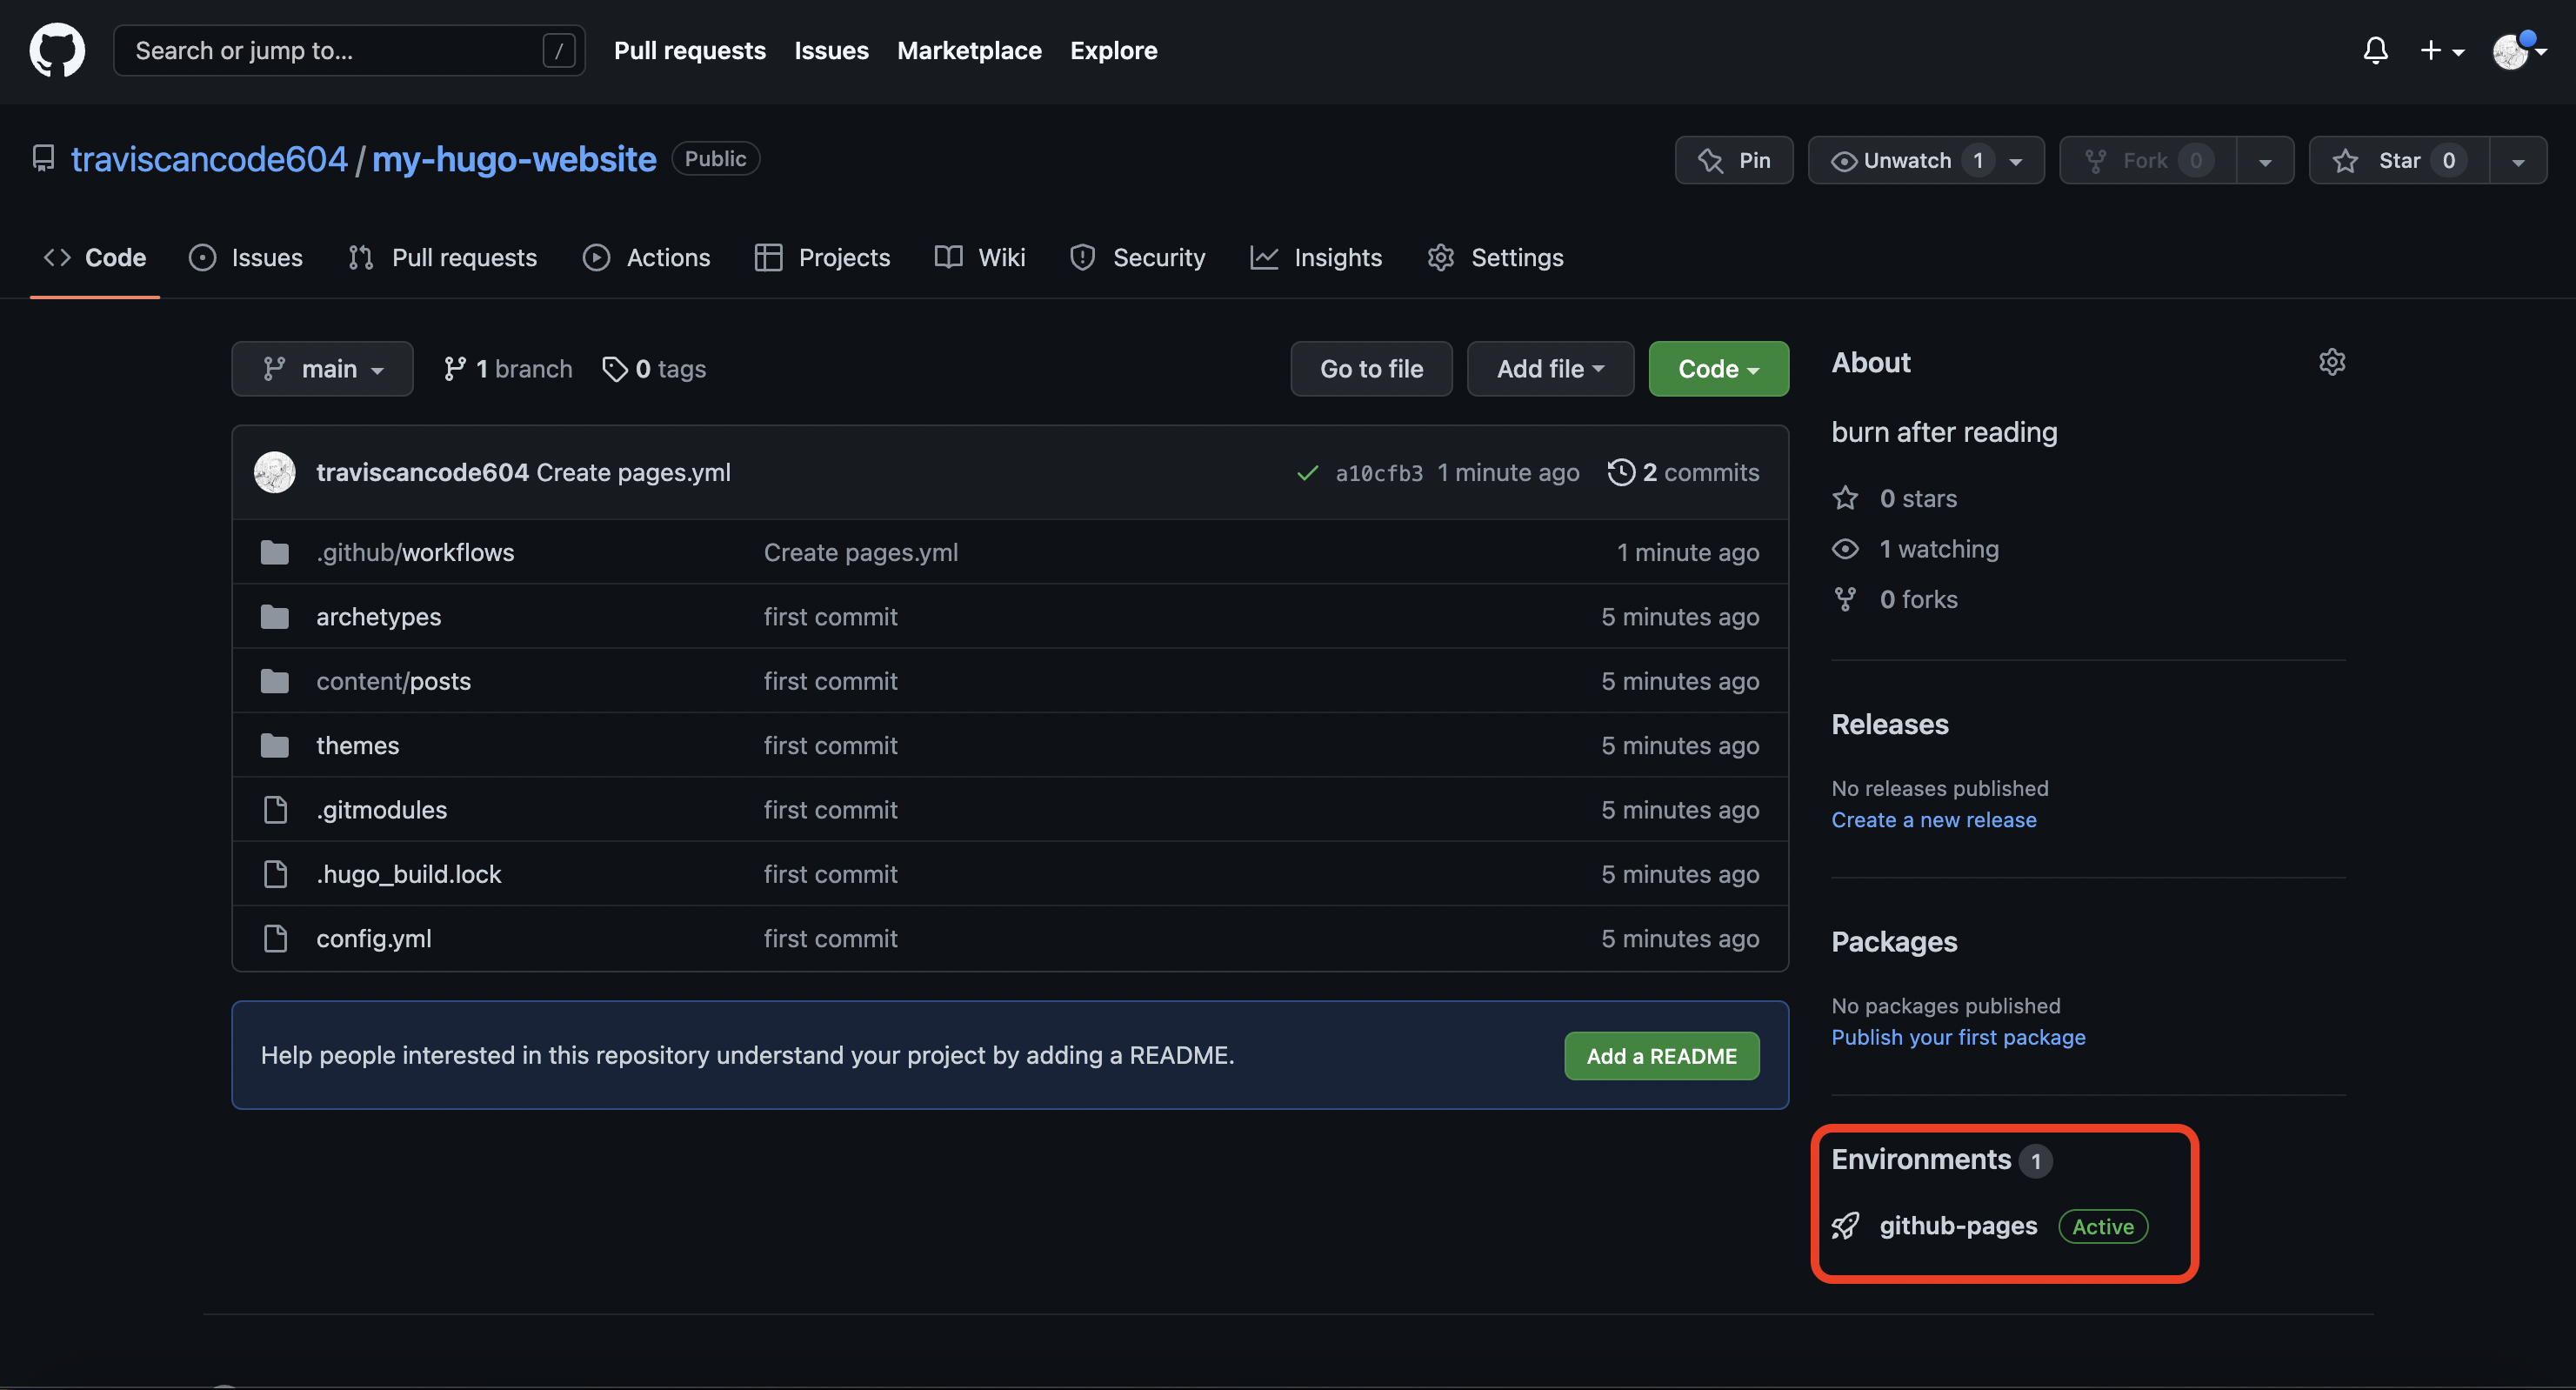 Search or jump to... / Pull requests Issues Marketplace Explore
traviscancode604 / my-hugo-website Public Pin Unwatch 1 Fork 0 Star 0
Code Issues Pull requests Actions Projects Wiki Security Insights Settings
main 1 branch 0 tags Go to file Add file Code
traviscancode604 Create pages.yml a10cfb3 1 minute ago 2 commits
.github/workflows Create pages.yml 1 minute ago
archetypes first commit 5 minutes ago
content/posts first commit 5 minutes ago
themes first commit 5 minutes ago
.gitmodules first commit 5 minutes ago
.hugo_build.lock first commit 5 minutes ago
config.yml first commit 5 minutes ago
Help people interested in this repository understand your project by adding a README. Add a README
About
burn after reading
0 stars
1 watching
0 forks
Releases
No releases published
Create a new release
Packages
No packages published
Publish your first package
Environments 1
github-pages Active